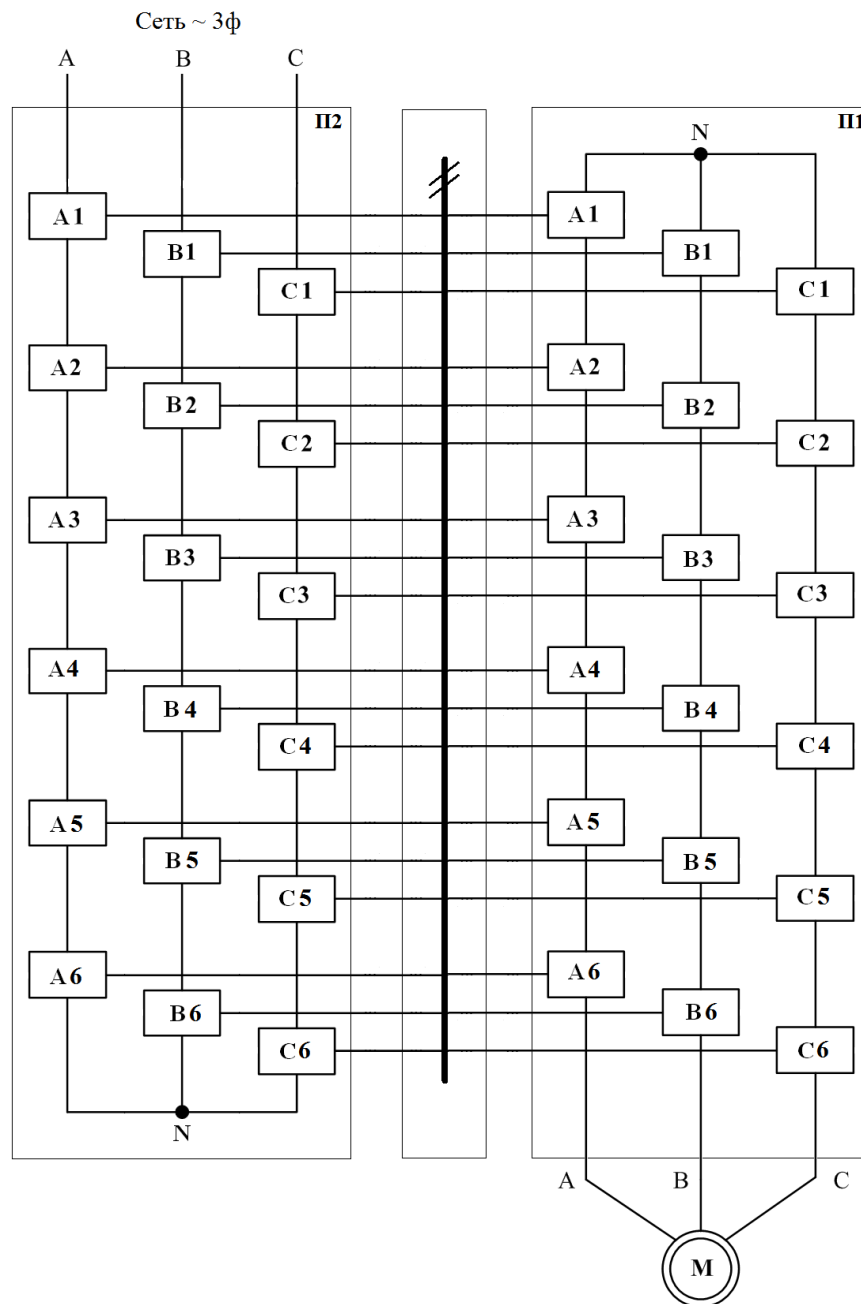 Сеть ~ 3ф
A B C
П2 П1
N
A1 A1
B1 B1
C1 C1
A2 A2
B2 B2
C2 C2
A3 A3
B3 B3
C3 C3
A4 A4
B4 B4
C4 C4
A5 A5
B5 B5
C5 C5
A6 A6
B6 B6
C6 C6
N
A B C
M